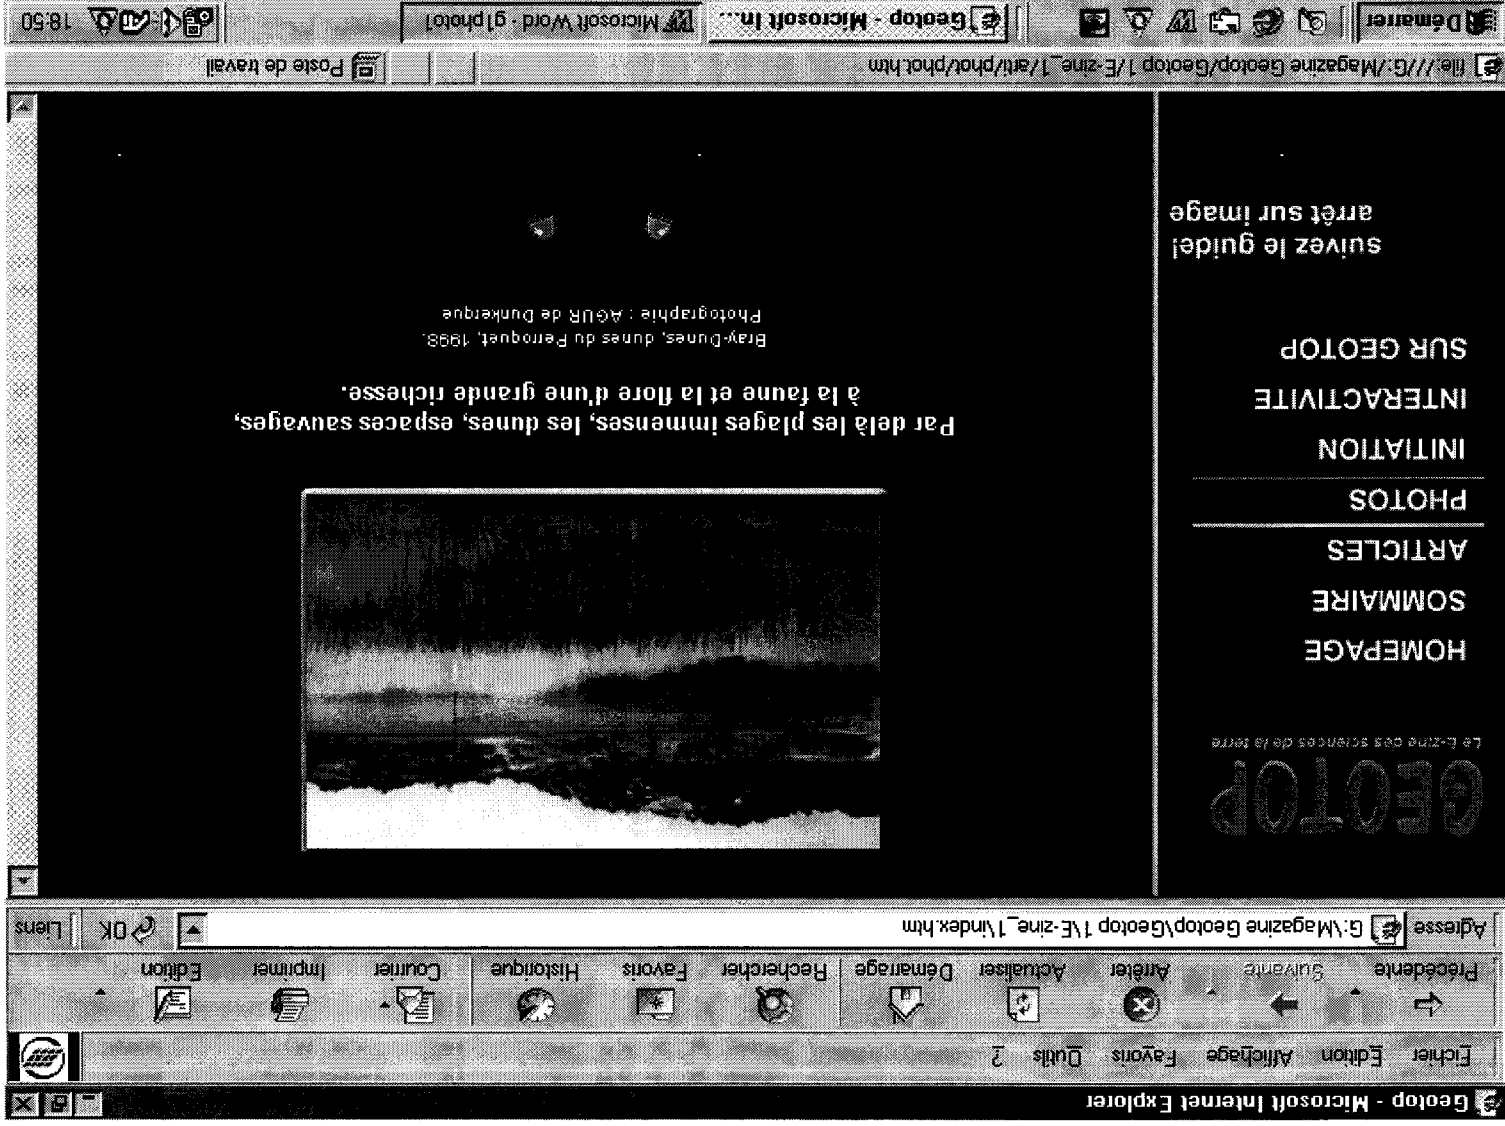 Geotop - Microsoft Internet Explorer
Fichier Edition Affichage Favoris Outils ?
Précédente Suivante Arrêter Actualiser Démarrage Rechercher Favoris Historique Courrier Imprimer Edition
Adresse G:\Magazine Geotop\Geotop 1\E-zine_1\index.htm OK Liens
GEOTOP
Le E-zine des sciences de la terre
HOMEPAGE
SOMMAIRE
ARTICLES
PHOTOS
INITIATION
INTERACTIVITE
SUR GEOTOP
suivez le guide!
arrêt sur image
Par delà les plages immenses, les dunes, espaces sauvages,
à la faune et la flore d'une grande richesse.
Bray-Dunes, dunes du Perroquet, 1998.
Photographie : AGUR de Dunkerque
file:///G:/Magazine Geotop/Geotop 1/E-zine_1/arti/phot/phot.htm Poste de travail
Démarrer Geotop - Microsoft In... Microsoft Word - g1photo1 18:50